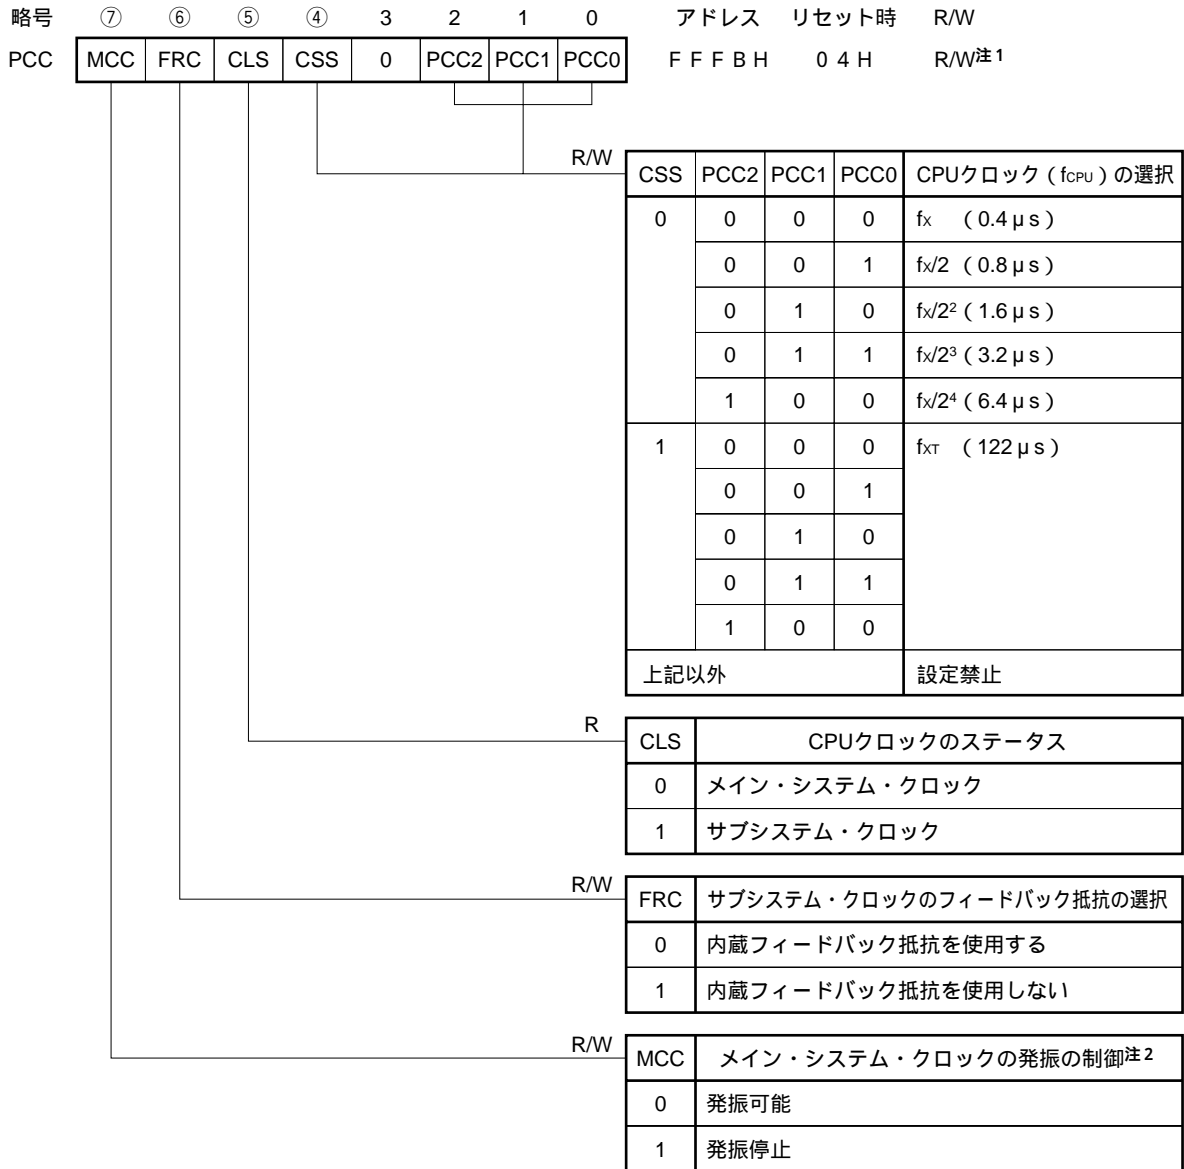 略号 ⑦ ⑥ ⑤ ④ 3 2 1 0 アドレス リセット時 R/W
PCC MCC FRC CLS CSS 0 PCC2 PCC1 PCC0 FFFBH 04H R/W注1
R/W
CSS PCC2 PCC1 PCC0 CPUクロック（fCPU）の選択
0 0 0 0 fX （0.4μs）
0 0 1 fX/2 （0.8μs）
0 1 0 fX/2²（1.6μs）
0 1 1 fX/2³（3.2μs）
1 0 0 fX/2⁴（6.4μs）
1 0 0 0 fXT （122μs）
0 0 1
0 1 0
0 1 1
1 0 0
上記以外 設定禁止
R
CLS CPUクロックのステータス
0 メイン・システム・クロック
1 サブシステム・クロック
R/W
FRC サブシステム・クロックのフィードバック抵抗の選択
0 内蔵フィードバック抵抗を使用する
1 内蔵フィードバック抵抗を使用しない
R/W
MCC メイン・システム・クロックの発振の制御注2
0 発振可能
1 発振停止